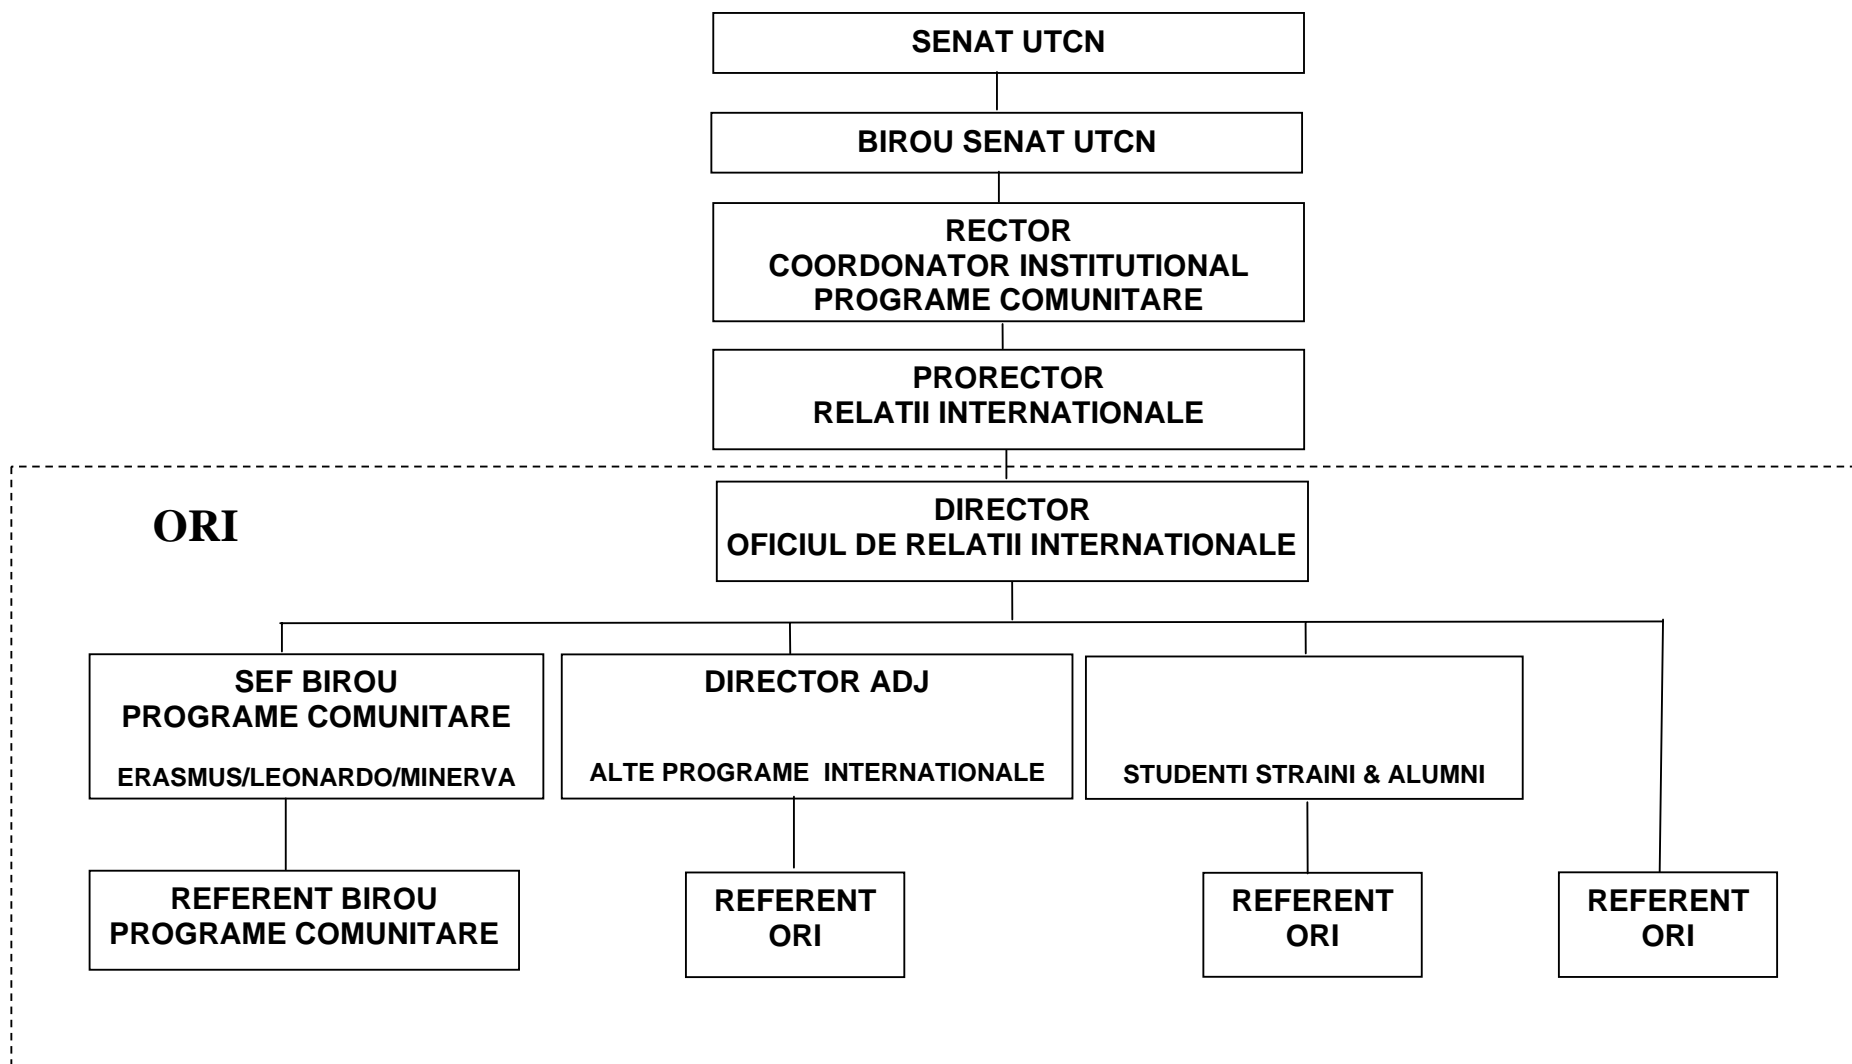 SENAT UTCN
BIROU SENAT UTCN
RECTOR
COORDONATOR INSTITUTIONAL
PROGRAME COMUNITARE
PRORECTOR
RELATII INTERNATIONALE
ORI
DIRECTOR
OFICIUL DE RELATII INTERNATIONALE
SEF BIROU
PROGRAME COMUNITARE
ERASMUS/LEONARDO/MINERVA
DIRECTOR ADJ
ALTE PROGRAME  INTERNATIONALE
STUDENTI STRAINI & ALUMNI
REFERENT BIROU
PROGRAME COMUNITARE
REFERENT
ORI
REFERENT
ORI
REFERENT
ORI